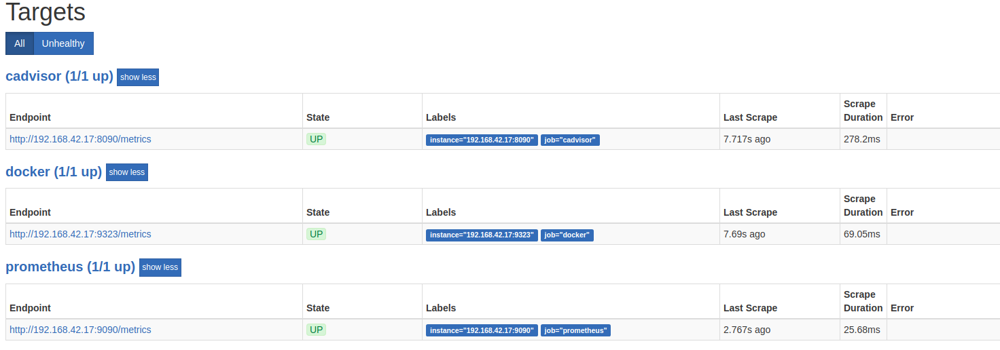 Targets
All Unhealthy
cadvisor (1/1 up) show less
Endpoint State Labels Last Scrape Scrape Duration Error
http://192.168.42.17:8090/metrics UP instance="192.168.42.17:8090" job="cadvisor" 7.717s ago 278.2ms
docker (1/1 up) show less
Endpoint State Labels Last Scrape Scrape Duration Error
http://192.168.42.17:9323/metrics UP instance="192.168.42.17:9323" job="docker" 7.69s ago 69.05ms
prometheus (1/1 up) show less
Endpoint State Labels Last Scrape Scrape Duration Error
http://192.168.42.17:9090/metrics UP instance="192.168.42.17:9090" job="prometheus" 2.767s ago 25.68ms